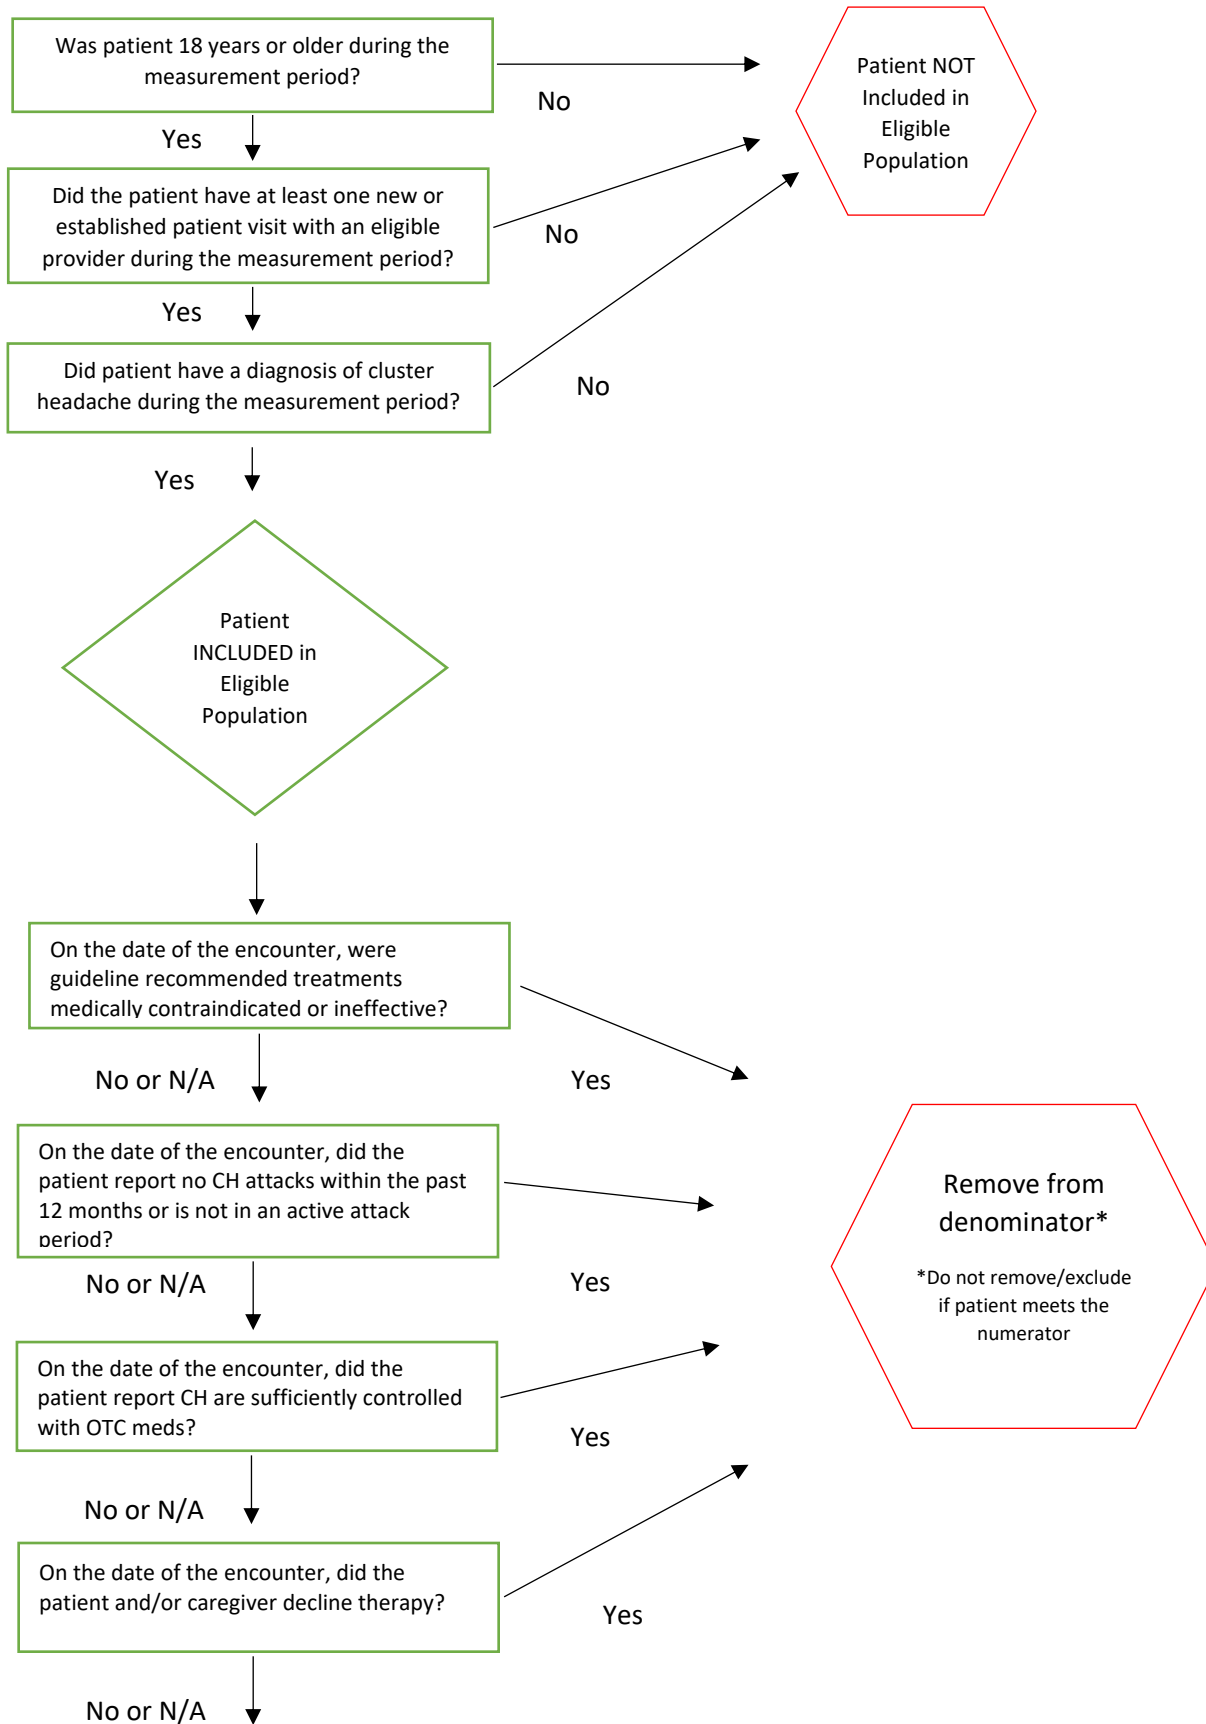 Was patient 18 years or older during the
measurement period?
No
Patient NOT
Included in
Eligible
Population
Yes
Did the patient have at least one new or
established patient visit with an eligible
provider during the measurement period?
No
Yes
Did patient have a diagnosis of cluster
headache during the measurement period?
No
Yes
Patient
INCLUDED in
Eligible
Population
On the date of the encounter, were
guideline recommended treatments
medically contraindicated or ineffective?
No or N/A
Yes
On the date of the encounter, did the
patient report no CH attacks within the past
12 months or is not in an active attack
period?
Remove from
denominator*
*Do not remove/exclude
if patient meets the
numerator
No or N/A
Yes
On the date of the encounter, did the
patient report CH are sufficiently controlled
with OTC meds?
Yes
No or N/A
On the date of the encounter, did the
patient and/or caregiver decline therapy?
Yes
No or N/A